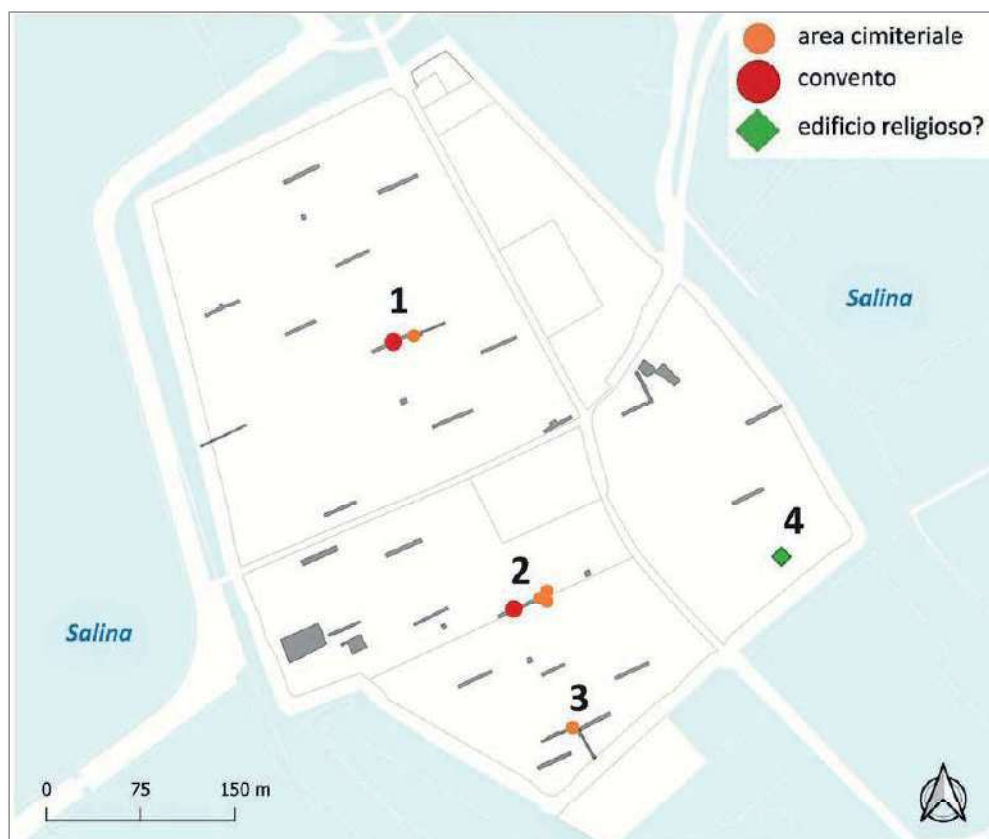 area cimiteriale
convento
edificio religioso?
1
Salina
4
2
Salina
3
0 75 150 m